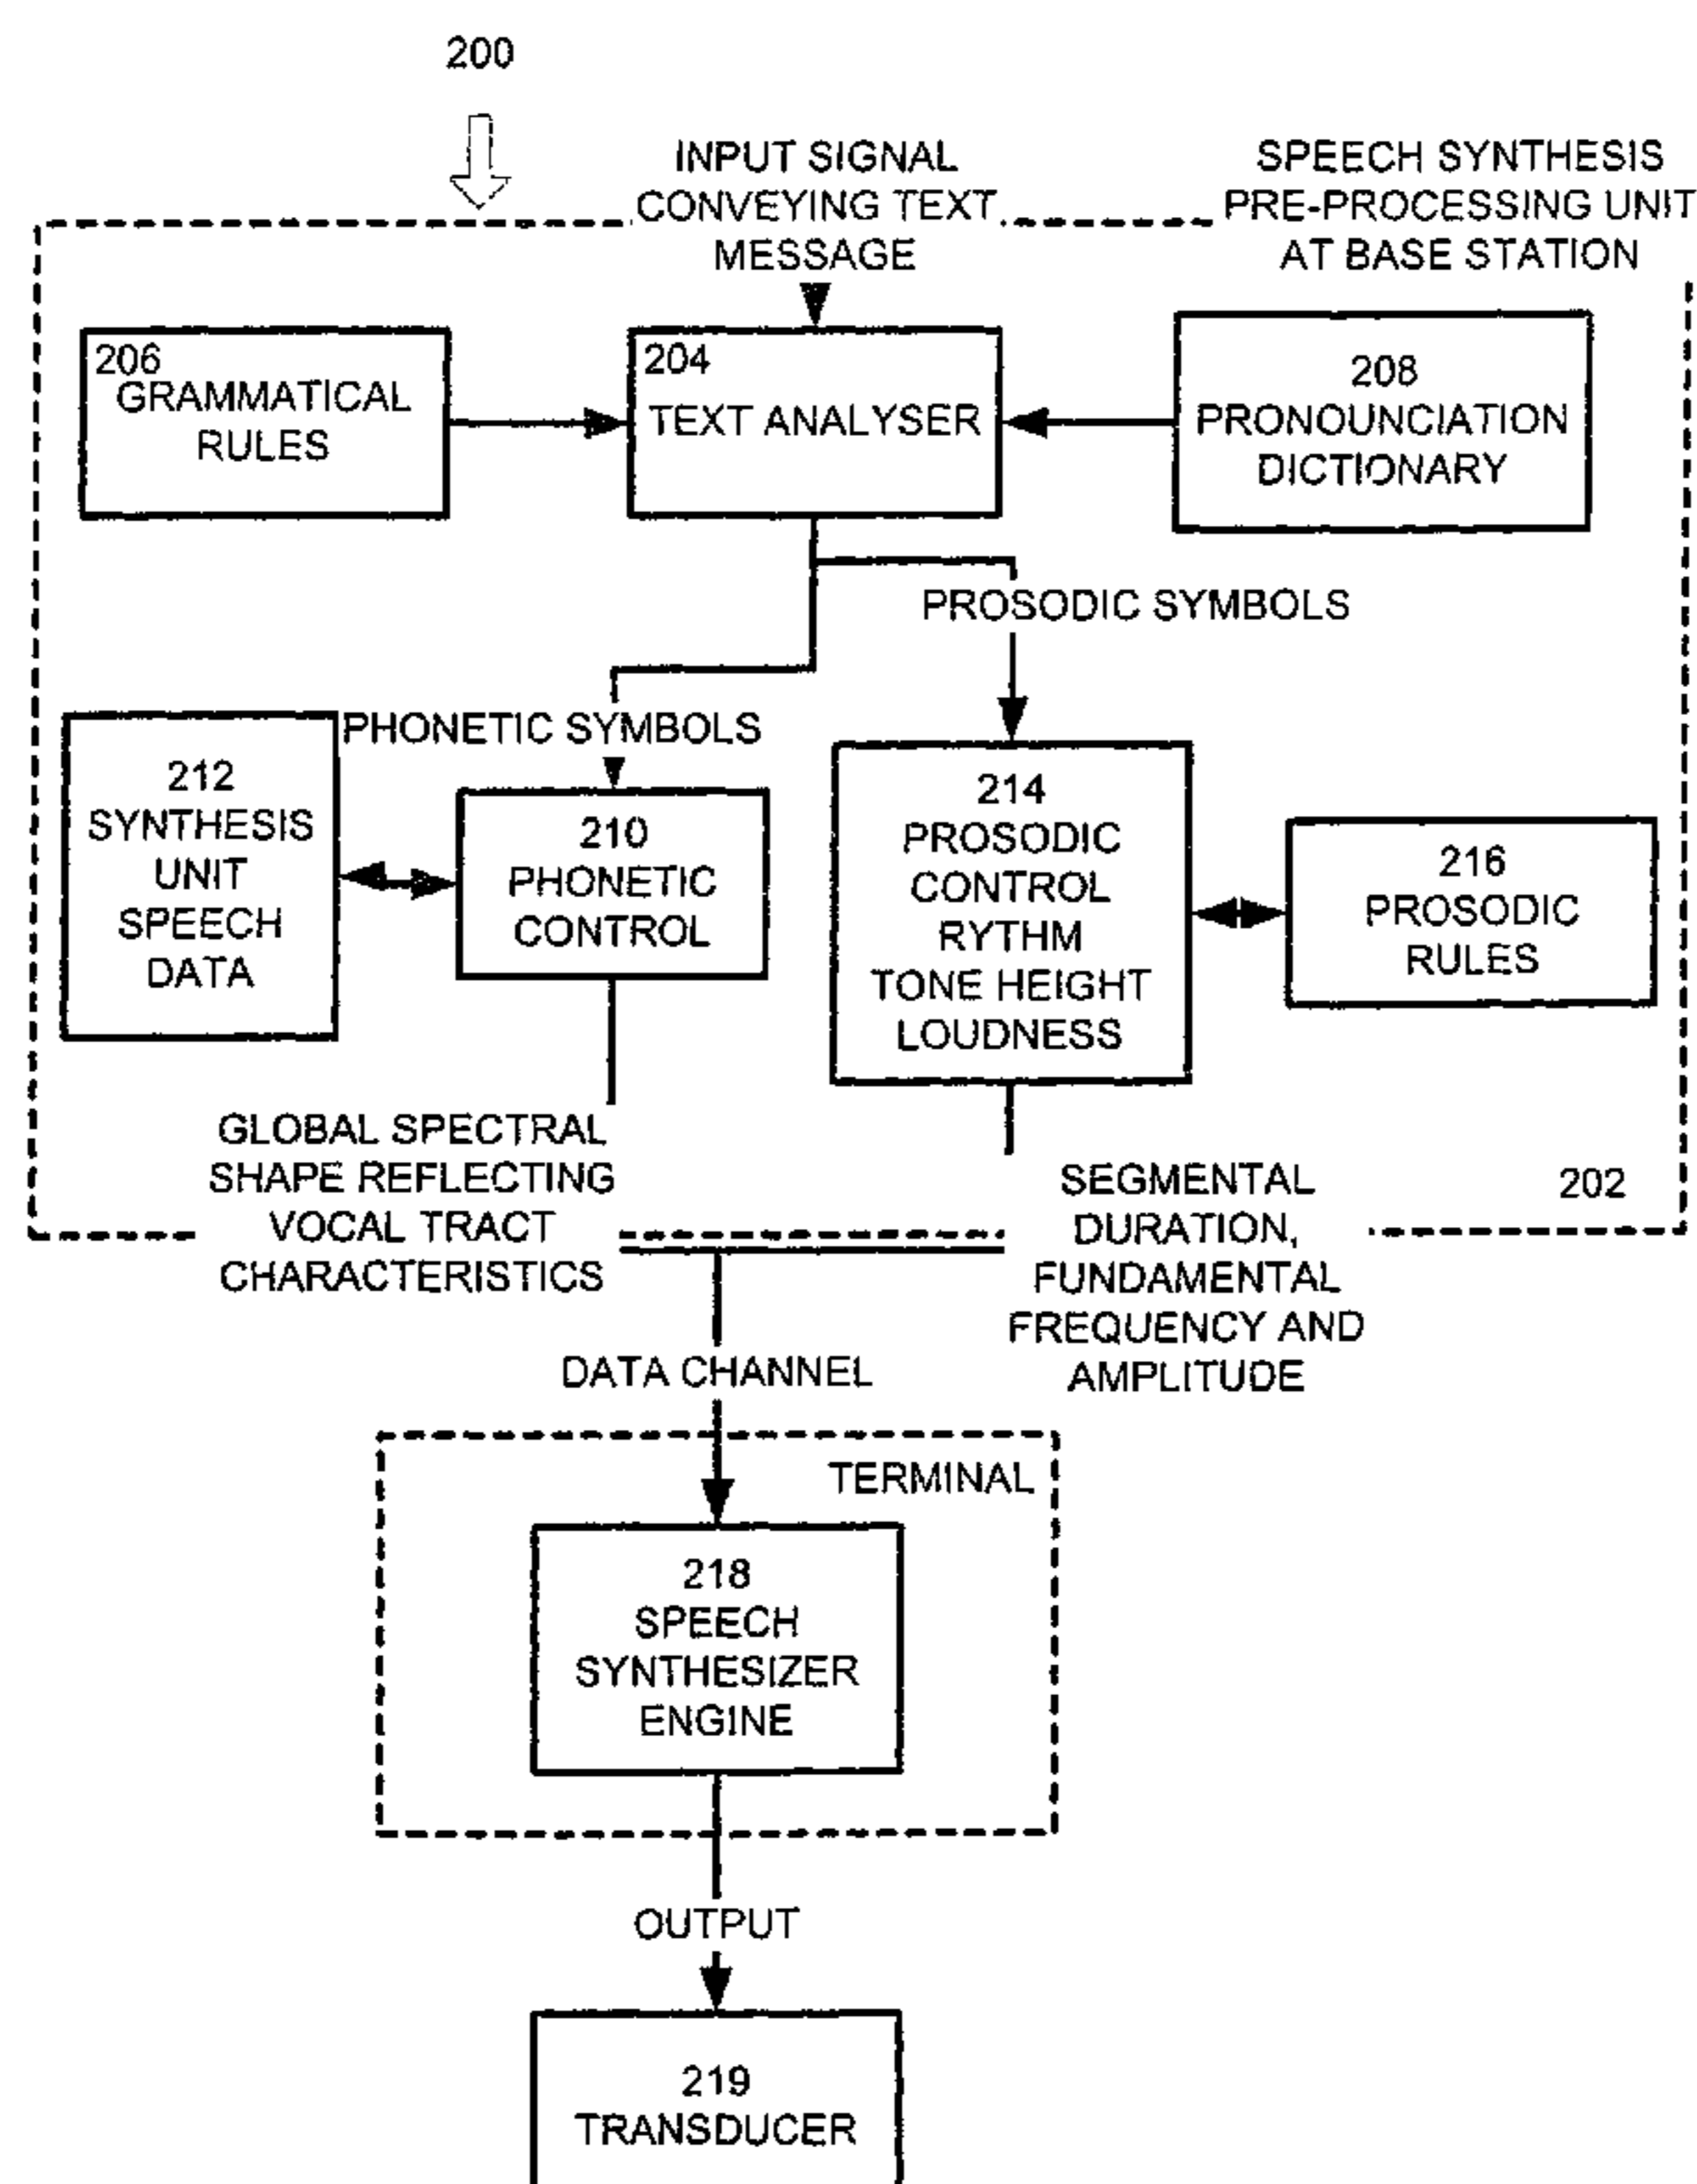 200
INPUT SIGNAL
CONVEYING TEXT
MESSAGE
SPEECH SYNTHESIS
PRE-PROCESSING UNIT
AT BASE STATION
206
GRAMMATICAL
RULES
204
TEXT ANALYSER
208
PRONOUNCIATION
DICTIONARY
PROSODIC SYMBOLS
PHONETIC SYMBOLS
212
SYNTHESIS
UNIT
SPEECH
DATA
210
PHONETIC
CONTROL
214
PROSODIC
CONTROL
RYTHM
TONE HEIGHT
LOUDNESS
216
PROSODIC
RULES
GLOBAL SPECTRAL
SHAPE REFLECTING
VOCAL TRACT
CHARACTERISTICS
SEGMENTAL
DURATION,
FUNDAMENTAL
FREQUENCY AND
AMPLITUDE
202
DATA CHANNEL
TERMINAL
218
SPEECH
SYNTHESIZER
ENGINE
OUTPUT
219
TRANSDUCER